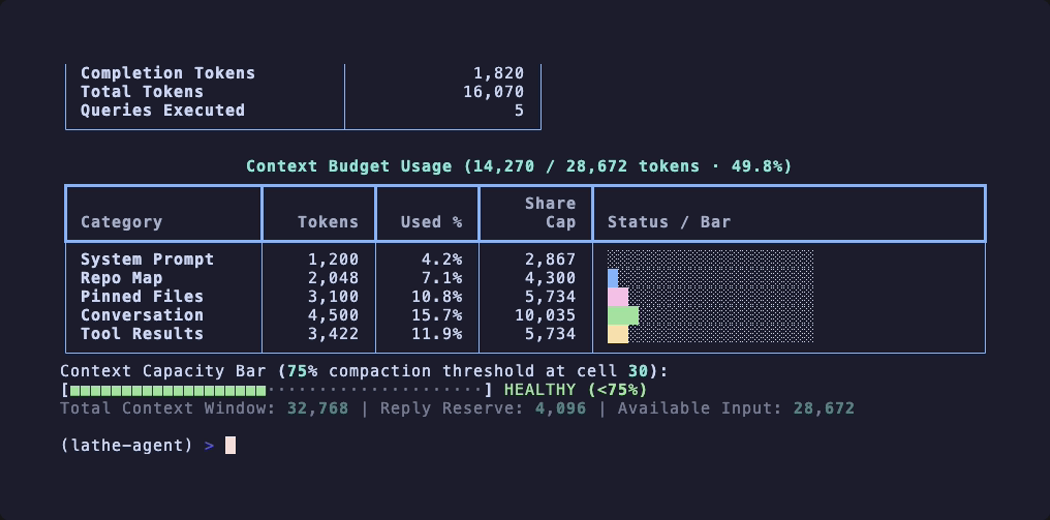 Completion Tokens 1,820
Total Tokens 16,070
Queries Executed 5
Context Budget Usage (14,270 / 28,672 tokens · 49.8%)
Share
Category Tokens Used % Cap Status / Bar
System Prompt 1,200 4.2% 2,867
Repo Map 2,048 7.1% 4,300
Pinned Files 3,100 10.8% 5,734
Conversation 4,500 15.7% 10,035
Tool Results 3,422 11.9% 5,734
Context Capacity Bar (75% compaction threshold at cell 30):
[■■■■■■■■■■■■■■■■■■■·····················] HEALTHY (<75%)
Total Context Window: 32,768 | Reply Reserve: 4,096 | Available Input: 28,672
(lathe-agent) >